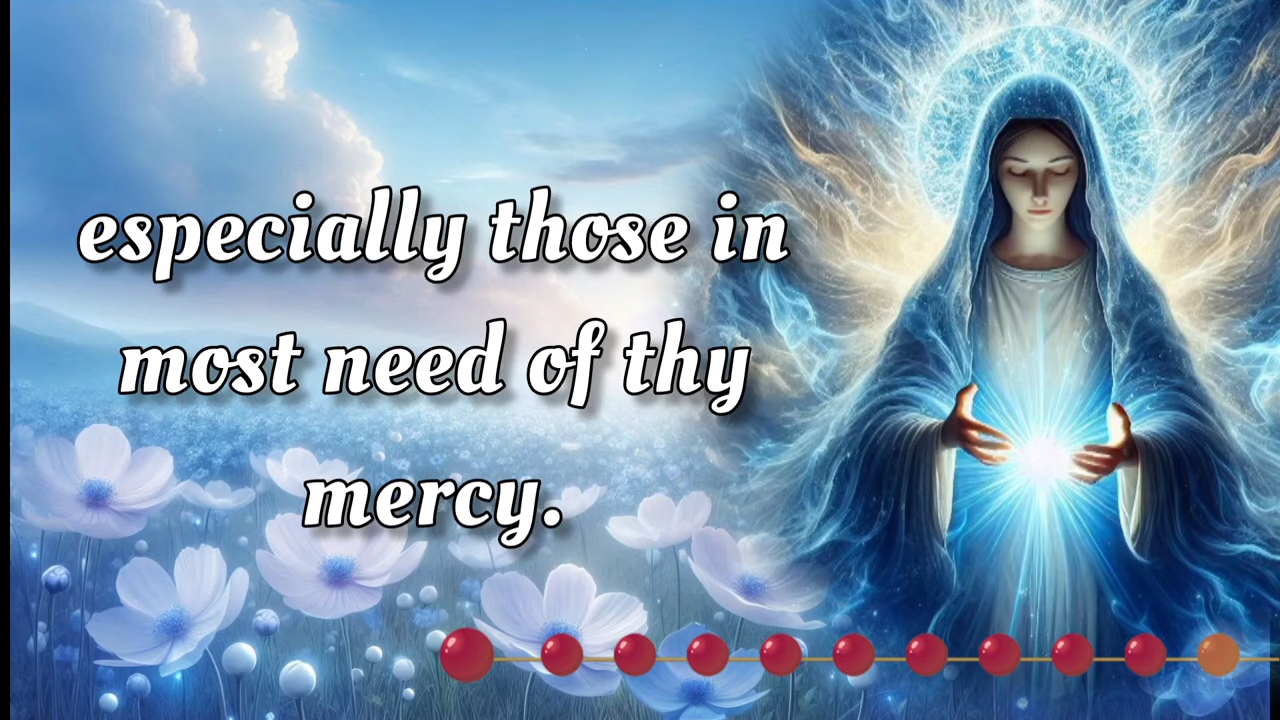 especially those in
most need of thy
mercy.